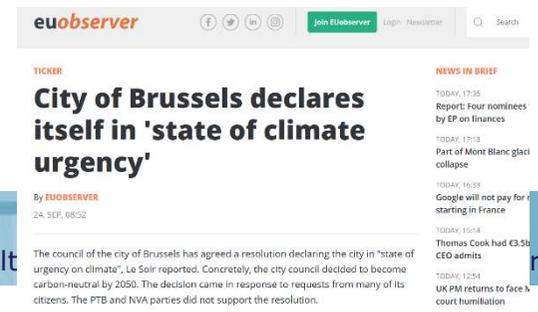 euobserver
Join EUobserver Login Newsletter Search
TICKER
City of Brussels declares
itself in 'state of climate
urgency'
By EUOBSERVER
24. SEP, 08:52
The council of the city of Brussels has agreed a resolution declaring the city in "state of
urgency on climate", Le Soir reported. Concretely, the city council decided to become
carbon-neutral by 2050. The decision came in response to requests from many of its
citizens. The PTB and NVA parties did not support the resolution.
NEWS IN BRIEF
TODAY, 17:35
Report: Four nominees
by EP on finances
TODAY, 17:18
Part of Mont Blanc glaci
collapse
TODAY, 16:33
Google will not pay for
starting in France
TODAY, 15:18
Thomas Cook had €3.5b
CEO admits
TODAY, 12:54
UK PM returns to face
court humiliation
lt